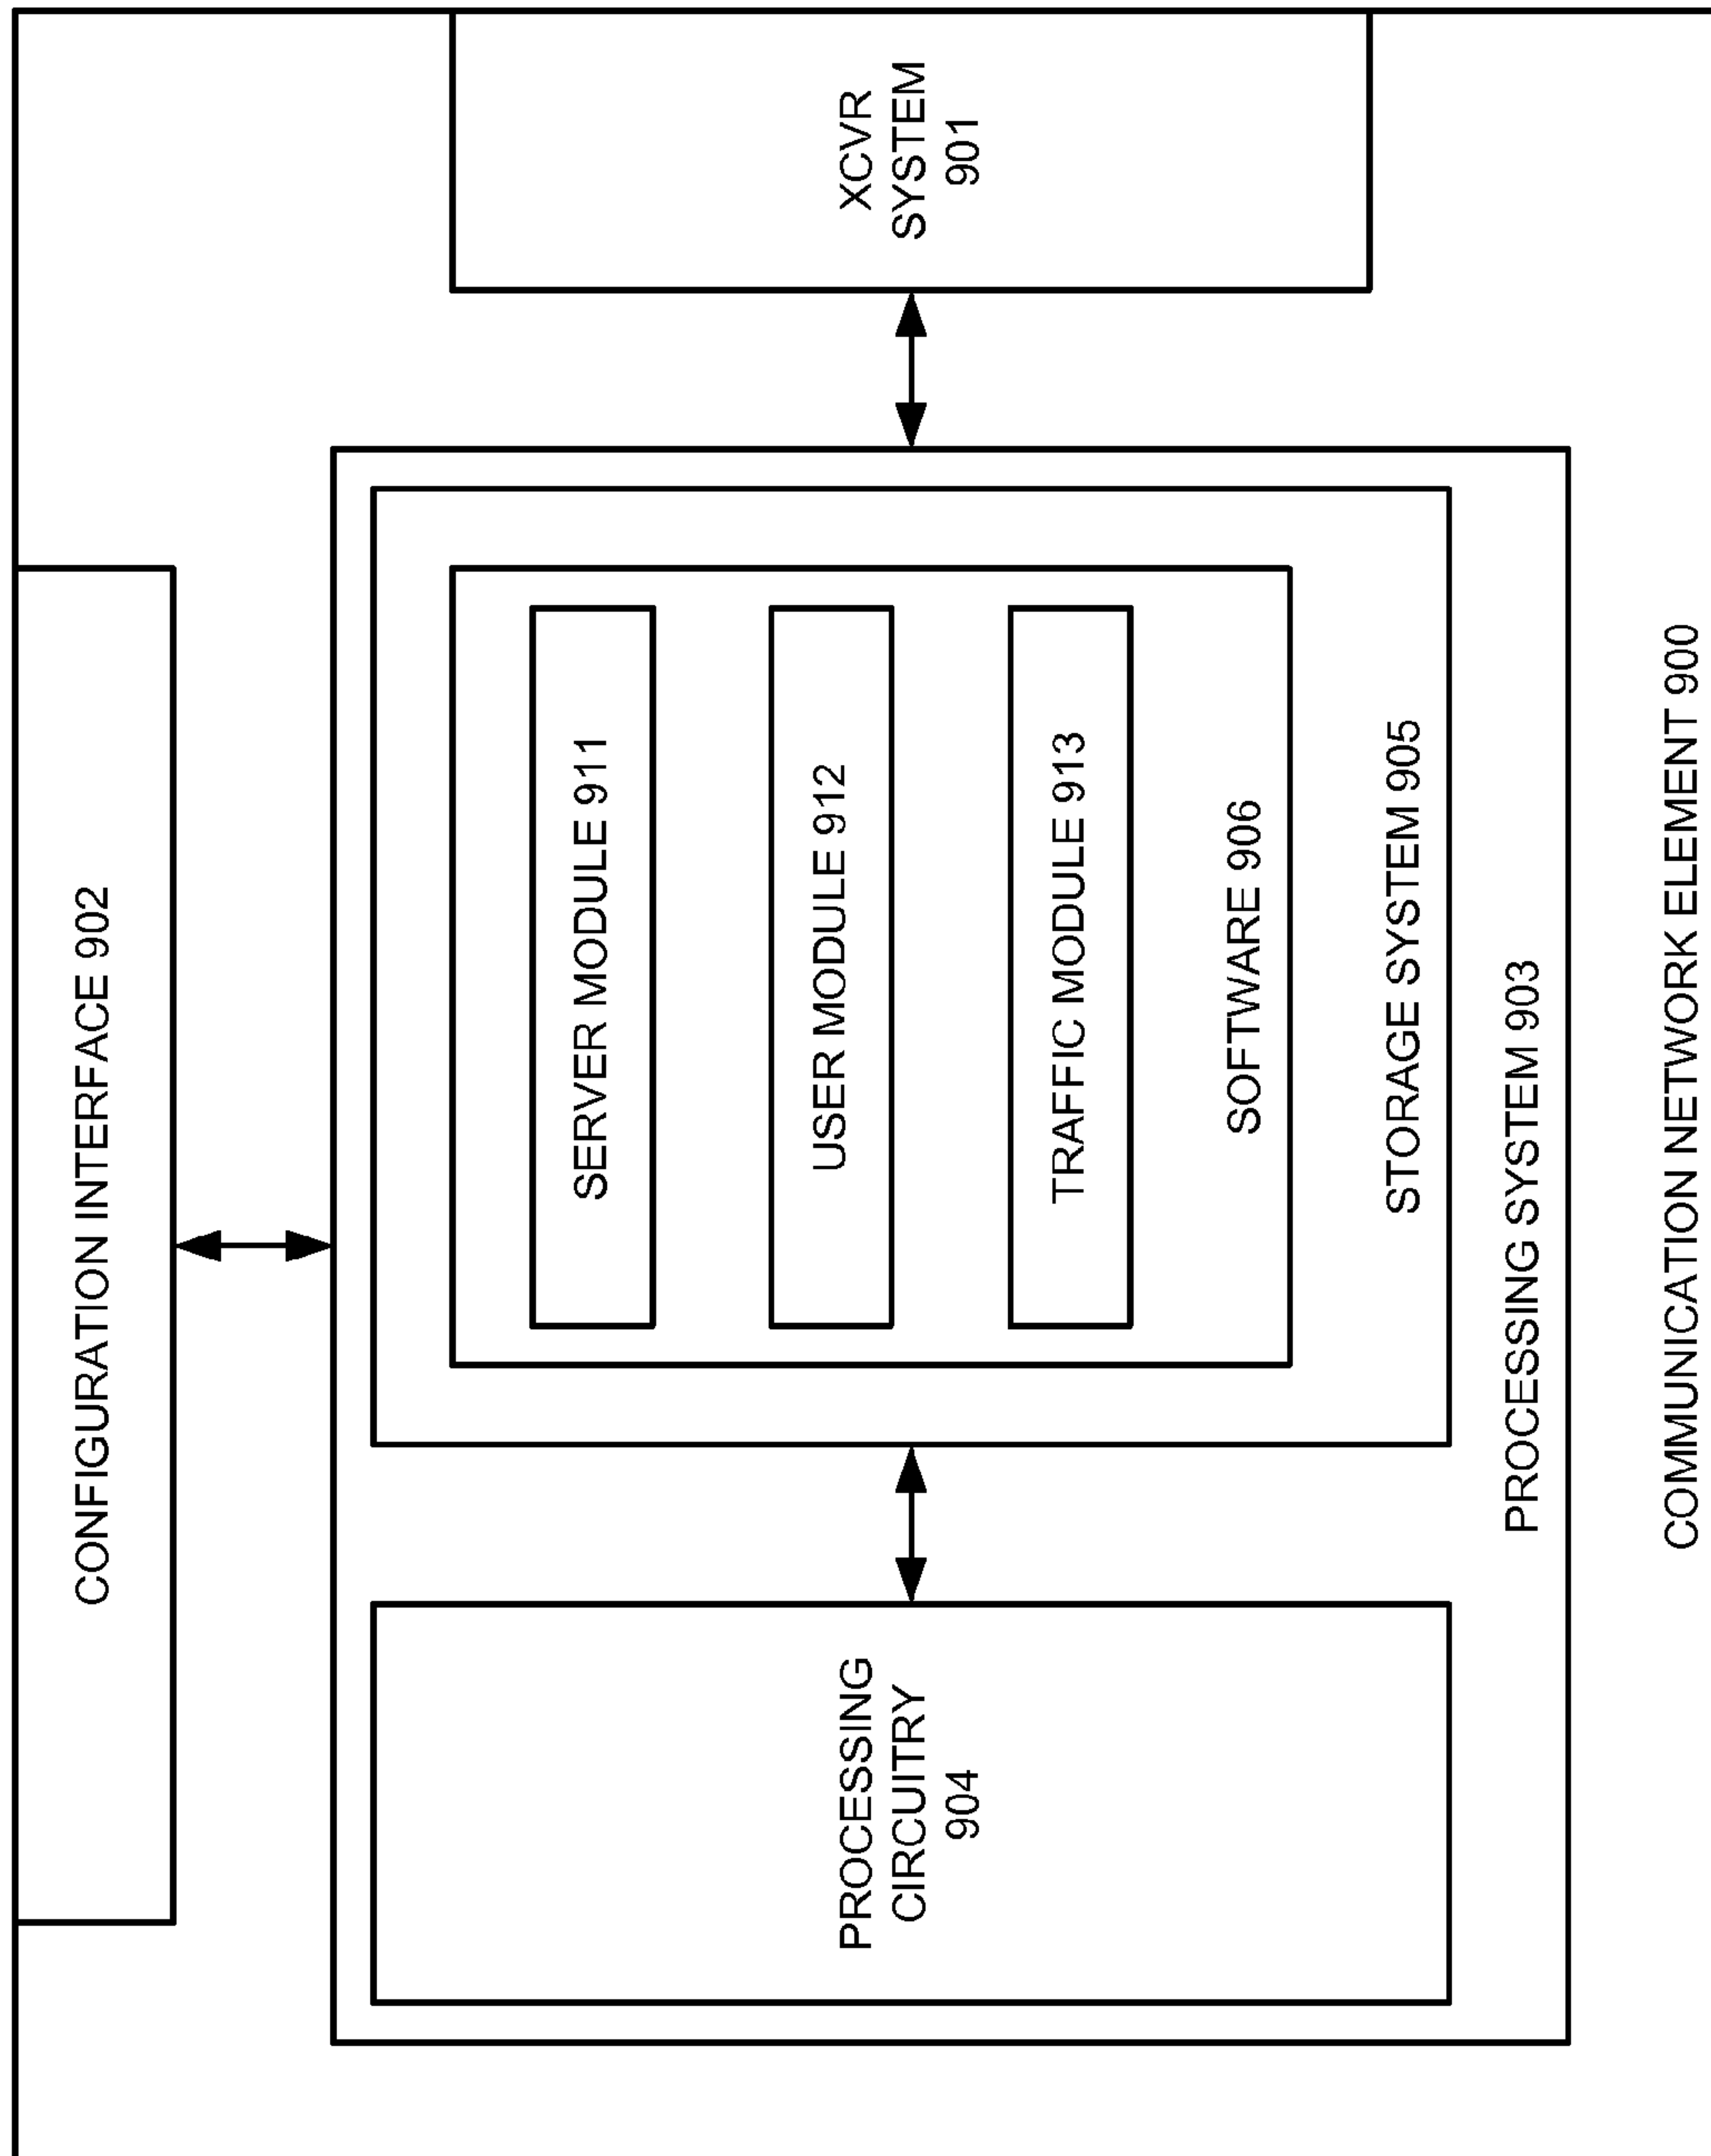 CONFIGURATION INTERFACE 902
PROCESSING
CIRCUITRY
904
SERVER MODULE 911
USER MODULE 912
TRAFFIC MODULE 913
SOFTWARE 906
STORAGE SYSTEM 905
PROCESSING SYSTEM 903
XCVR
SYSTEM
901
COMMUNICATION NETWORK ELEMENT 900